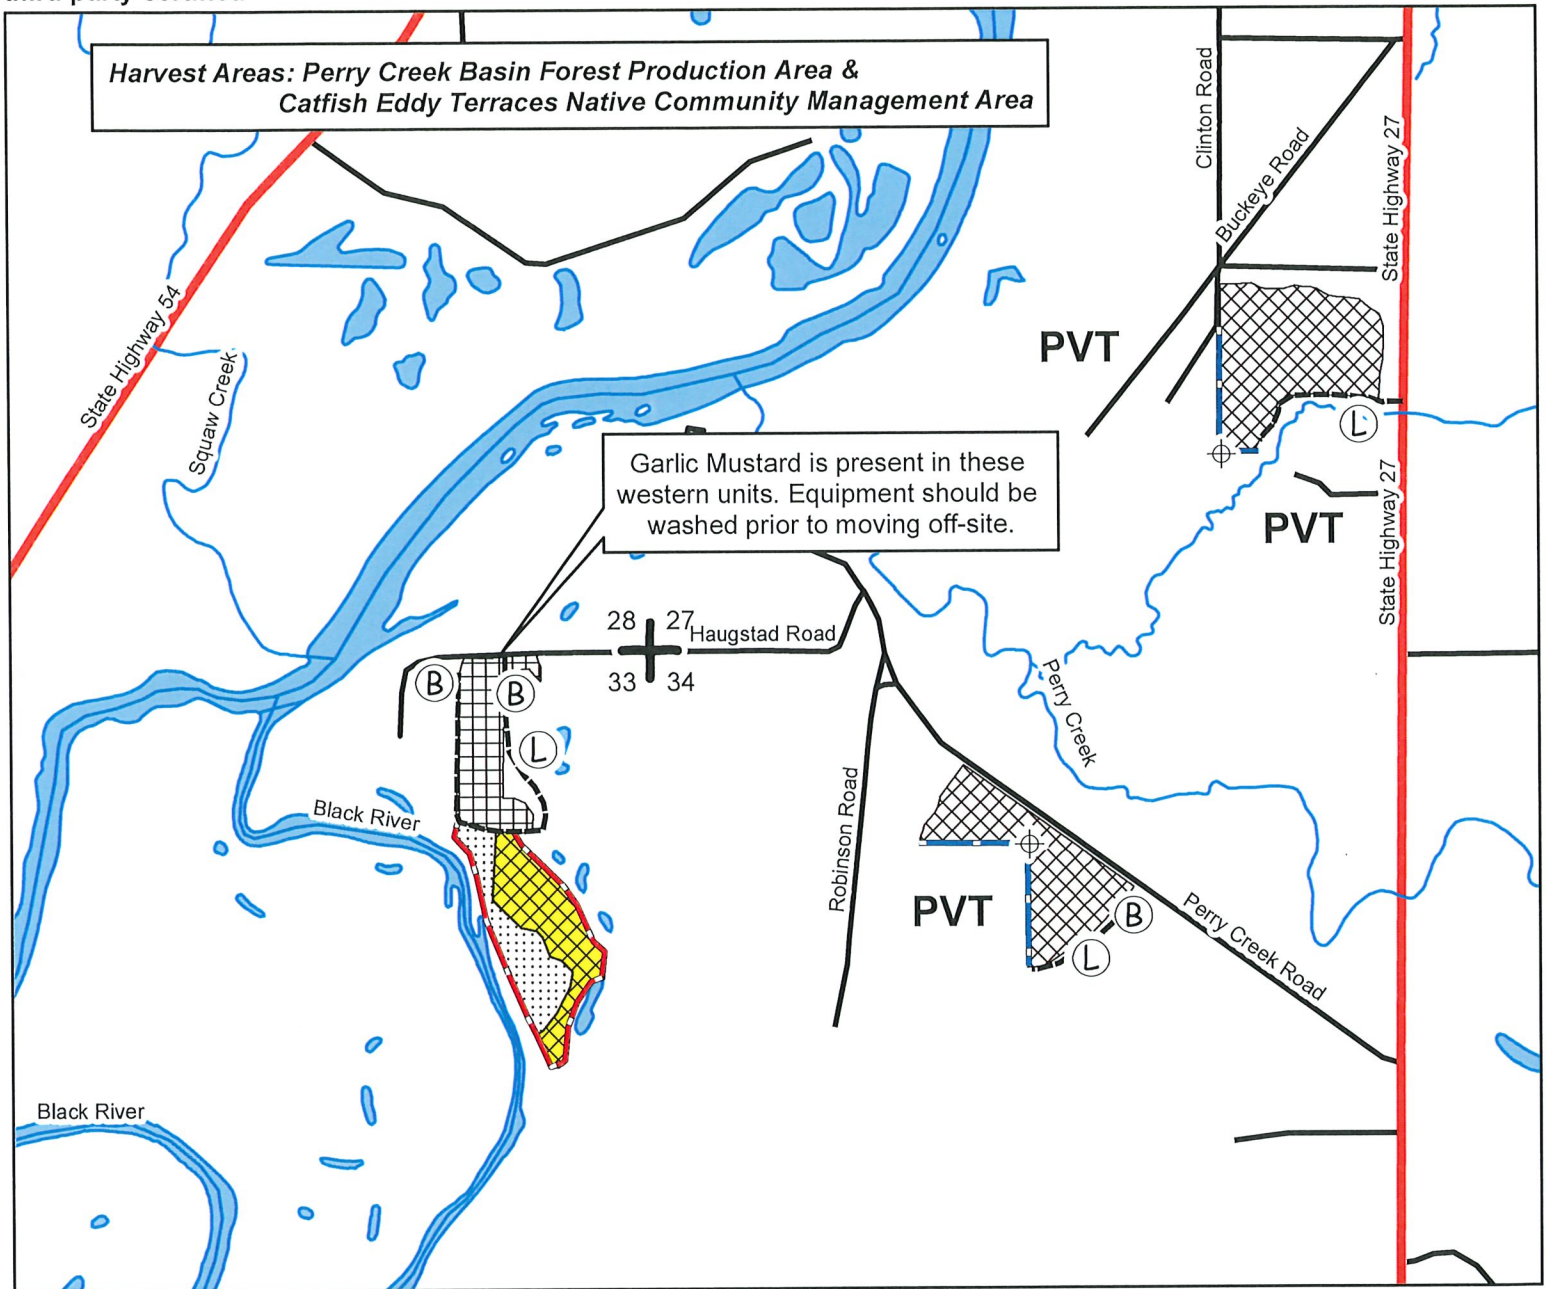 Harvest Areas: Perry Creek Basin Forest Production Area &
Catfish Eddy Terraces Native Community Management Area
Clinton Road
Buckeye Road
State Highway 27
State Highway 54
Squaw Creek
PVT
L
PVT
State Highway 27
Garlic Mustard is present in these
western units. Equipment should be
washed prior to moving off-site.
28 27
Haugstad Road
33 34
B
B
L
Perry Creek
Black River
Robinson Road
PVT
B
L
Perry Creek Road
Black River